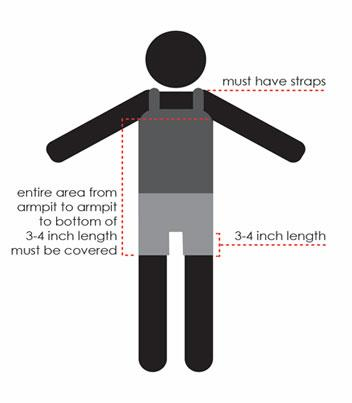 must have straps
entire area from
armpit to armpit
to bottom of
3-4 inch length
must be covered
3-4 inch length